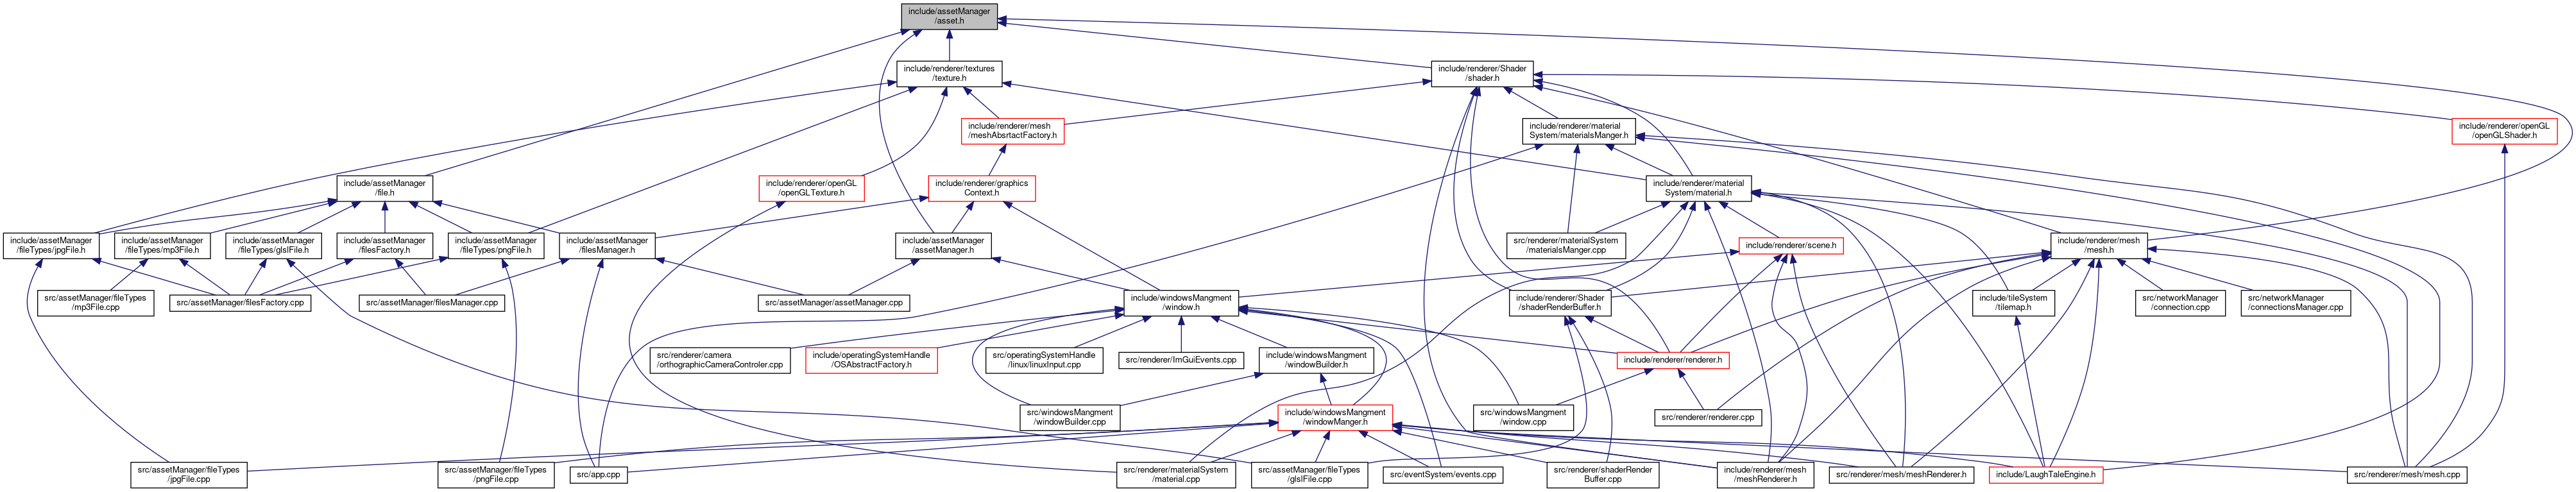 include/assetManager
/asset.h
include/renderer/textures
/texture.h
include/renderer/Shader
/shader.h
include/renderer/mesh
/meshAbsrtactFactory.h
include/renderer/material
System/materialsManger.h
include/renderer/openGL
/openGLShader.h
include/assetManager
/file.h
include/renderer/openGL
/openGLTexture.h
include/renderer/graphics
Context.h
include/renderer/material
System/material.h
include/assetManager
/fileTypes/jpgFile.h
include/assetManager
/fileTypes/mp3File.h
include/assetManager
/fileTypes/glslFile.h
include/assetManager
/filesFactory.h
include/assetManager
/fileTypes/pngFile.h
include/assetManager
/filesManager.h
include/assetManager
/assetManager.h
src/renderer/materialSystem
/materialsManger.cpp
include/renderer/scene.h
include/renderer/mesh
/mesh.h
src/assetManager/fileTypes
/mp3File.cpp
src/assetManager/filesFactory.cpp
src/assetManager/filesManager.cpp
src/assetManager/assetManager.cpp
include/windowsMangment
/window.h
include/renderer/Shader
/shaderRenderBuffer.h
include/tileSystem
/tilemap.h
src/networkManager
/connection.cpp
src/networkManager
/connectionsManager.cpp
src/renderer/camera
/orthographicCameraControler.cpp
include/operatingSystemHandle
/OSAbstractFactory.h
src/operatingSystemHandle
/linux/linuxInput.cpp
src/renderer/ImGuiEvents.cpp
include/windowsMangment
/windowBuilder.h
include/renderer/renderer.h
src/windowsMangment
/windowBuilder.cpp
include/windowsMangment
/windowManger.h
src/windowsMangment
/window.cpp
src/renderer/renderer.cpp
src/assetManager/fileTypes
/jpgFile.cpp
src/assetManager/fileTypes
/pngFile.cpp
src/app.cpp
src/renderer/materialSystem
/material.cpp
src/assetManager/fileTypes
/glslFile.cpp
src/eventSystem/events.cpp
src/renderer/shaderRender
Buffer.cpp
include/renderer/mesh
/meshRenderer.h
src/renderer/mesh/meshRenderer.h
include/LaughTaleEngine.h
src/renderer/mesh/mesh.cpp